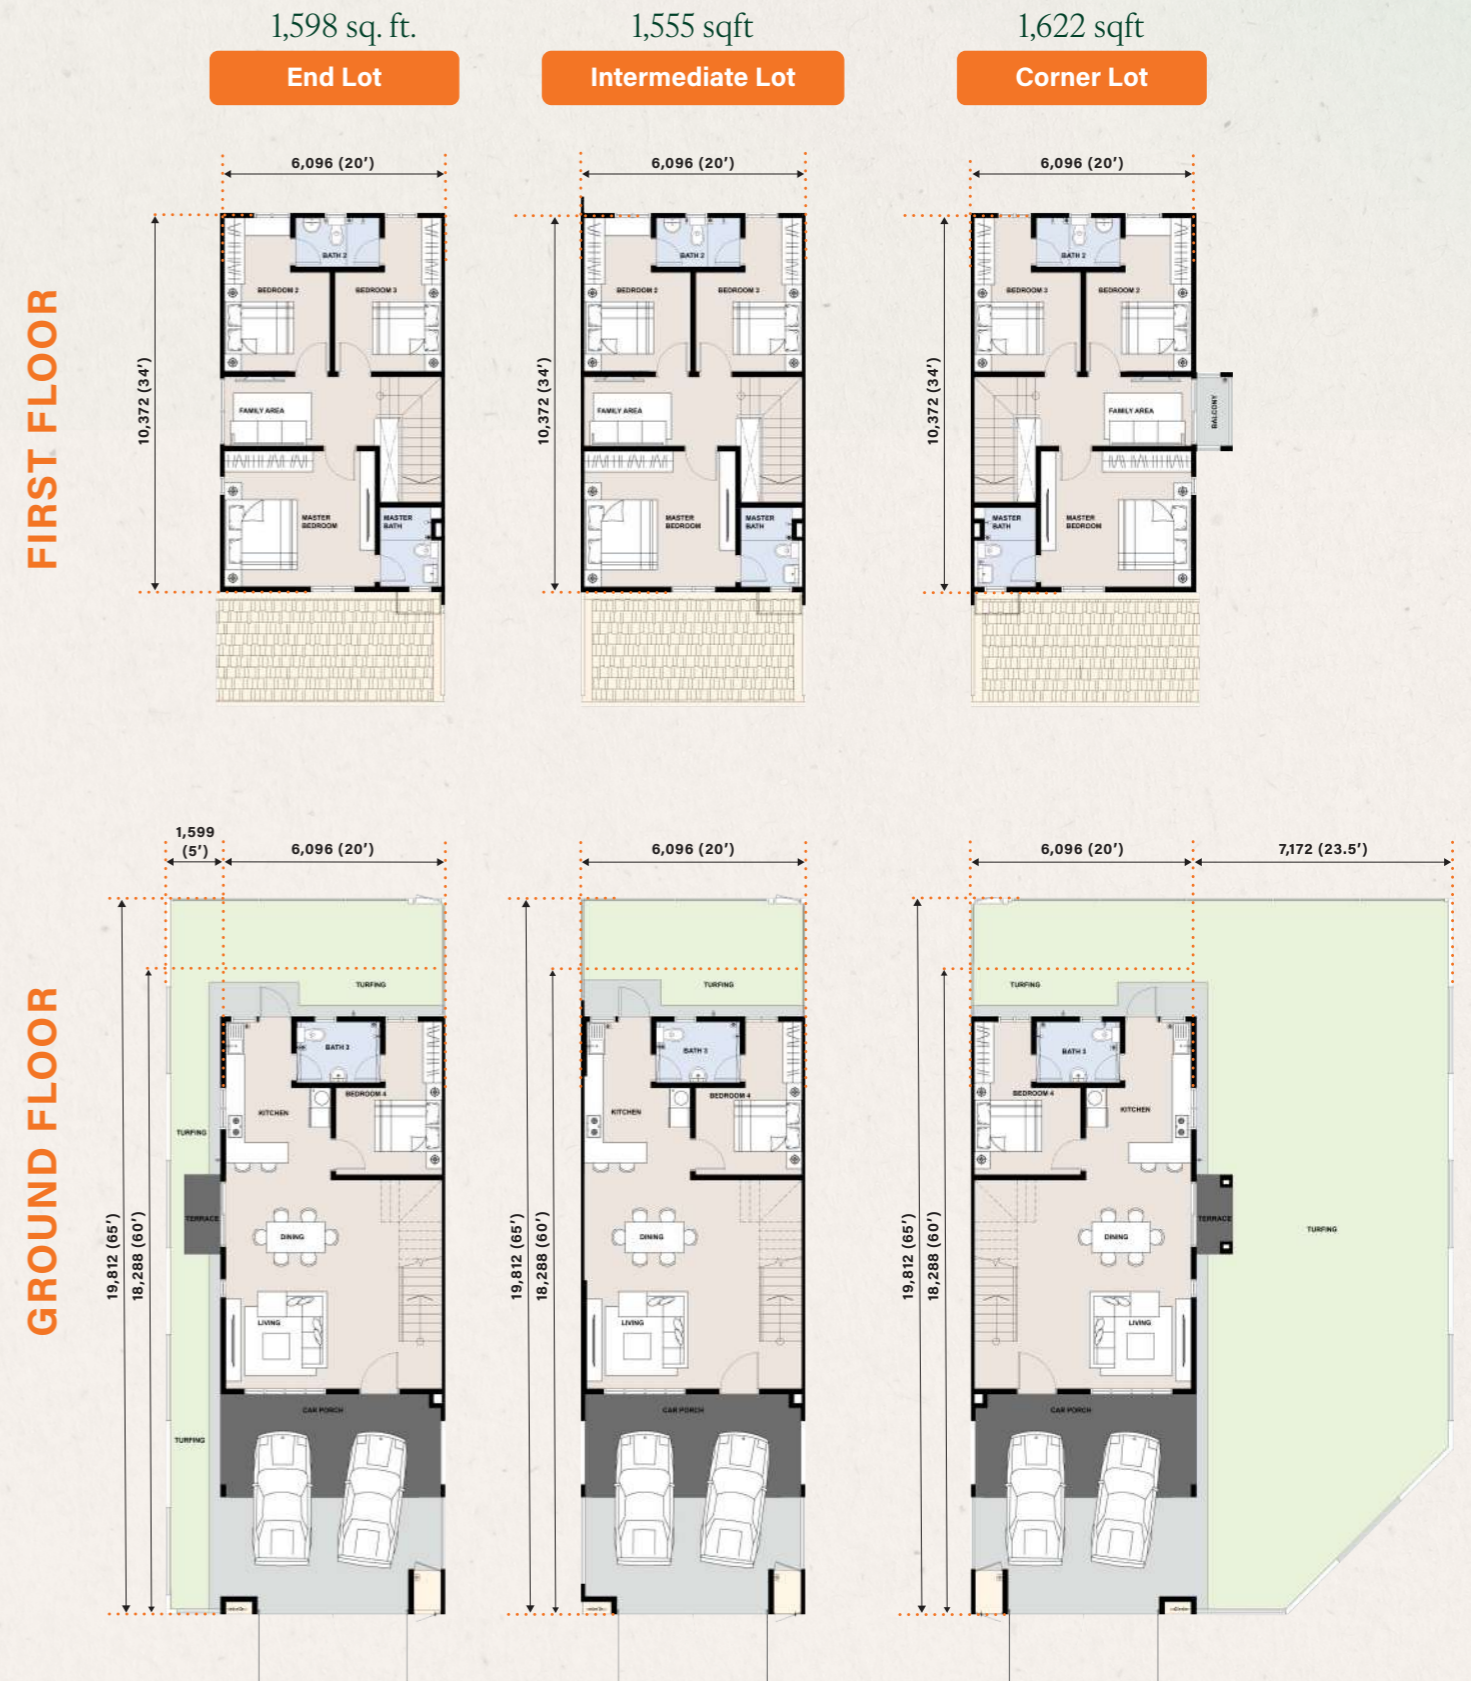 1,598 sq. ft.
1,555 sqft
1,622 sqft
End Lot
Intermediate Lot
Corner Lot
FIRST FLOOR
6,096 (20′)
10,372 (34′)
BATH 2
BEDROOM 2
BEDROOM 3
FAMILY AREA
MASTER
BEDROOM
MASTER
BATH
6,096 (20′)
10,372 (34′)
BATH 2
BEDROOM 2
BEDROOM 3
FAMILY AREA
MASTER
BEDROOM
MASTER
BATH
6,096 (20′)
10,372 (34′)
BATH 2
BEDROOM 3
BEDROOM 2
FAMILY AREA
BALCONY
MASTER
BATH
MASTER
BEDROOM
GROUND FLOOR
1,599
(5′)
6,096 (20′)
19,812 (65′)
18,288 (60′)
TURFING
BATH 3
BEDROOM 4
KITCHEN
TURFING
TERRACE
DINING
LIVING
CAR PORCH
TURFING
6,096 (20′)
19,812 (65′)
18,288 (60′)
TURFING
BATH 3
BEDROOM 4
KITCHEN
DINING
LIVING
CAR PORCH
6,096 (20′)
7,172 (23.5′)
19,812 (65′)
18,288 (60′)
TURFING
BATH 3
BEDROOM 4
KITCHEN
TERRACE
TURFING
DINING
LIVING
CAR PORCH